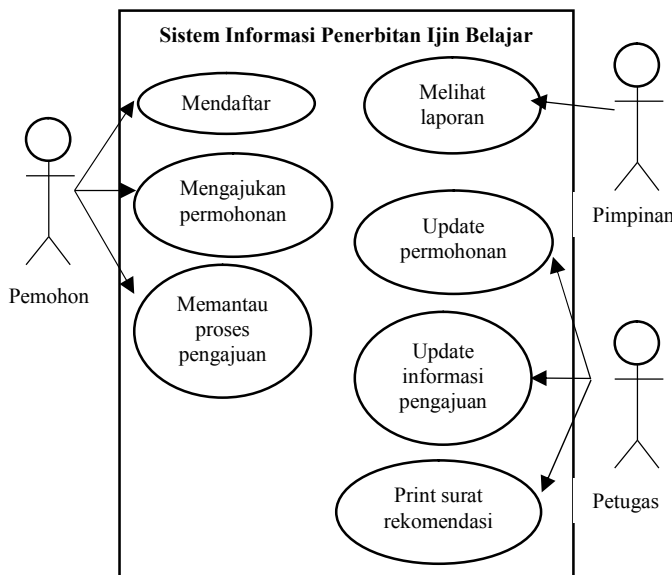 Sistem Informasi Penerbitan Ijin Belajar
Mendaftar
Mengajukan
permohonan
Memantau
proses
pengajuan
Pemohon
Melihat
laporan
Pimpinan
Update
permohonan
Update
informasi
pengajuan
Print surat
rekomendasi
Petugas